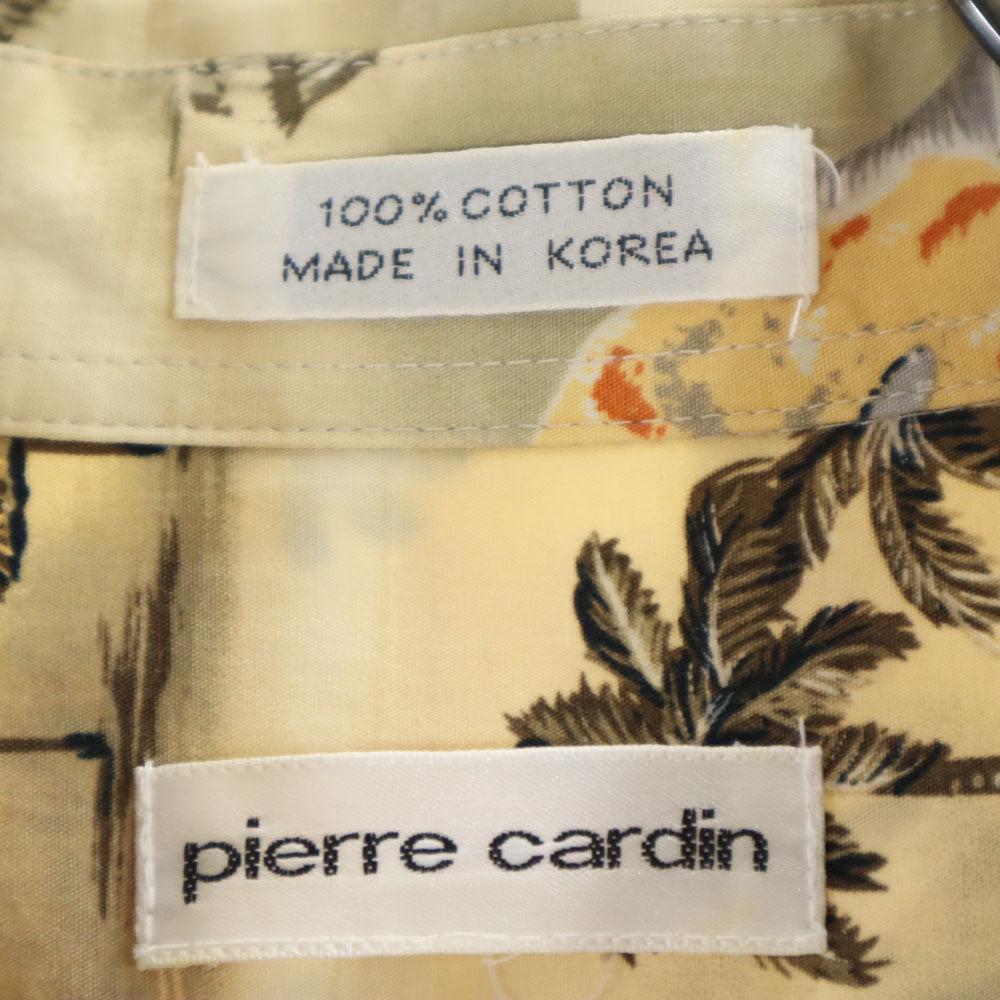 100% COTTON
MADE IN KOREA
pierre cardin